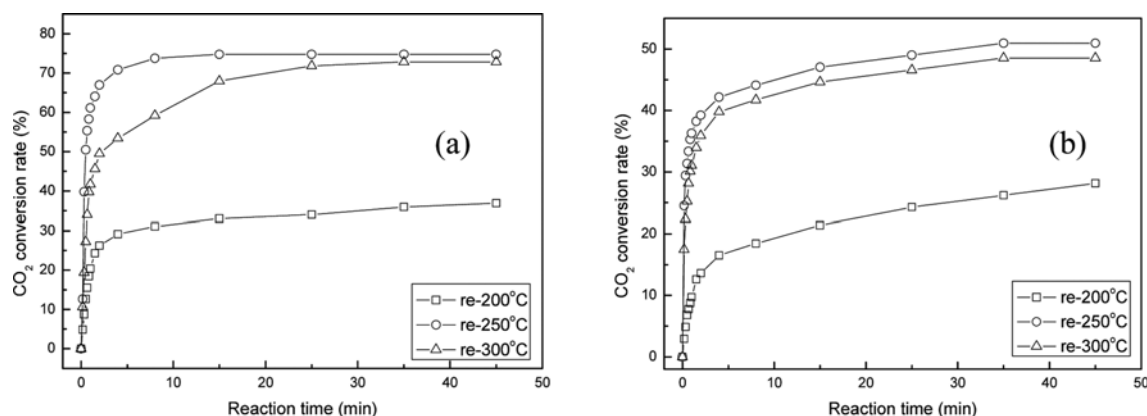 80
70
60
50
40
30
20
10
0
CO₂ conversion rate (%)
(a)
re-200°C
re-250°C
re-300°C
0 10 20 30 40 50
Reaction time (min)
50
40
30
20
10
0
CO₂ conversion rate (%)
(b)
re-200°C
re-250°C
re-300°C
0 10 20 30 40 50
Reaction time (min)